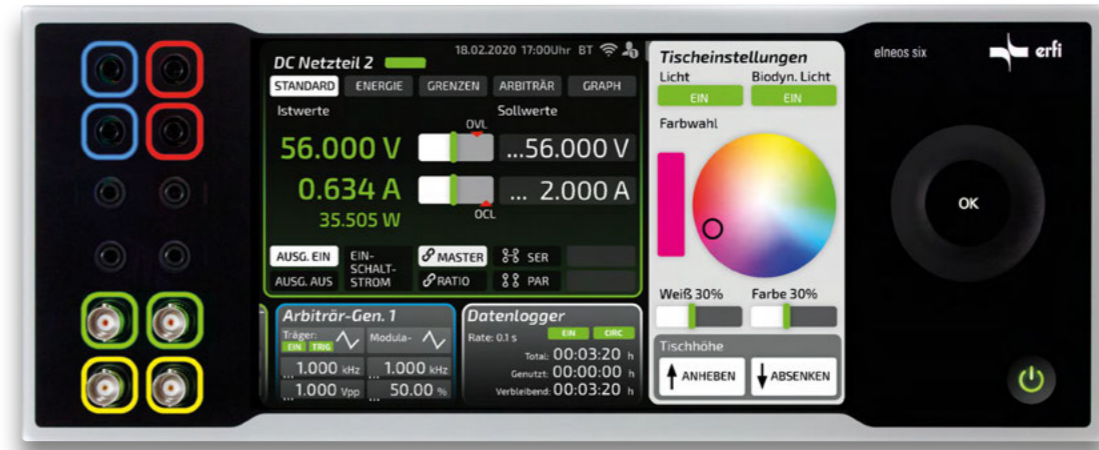 18.02.2020 17:00Uhr BT
DC Netzteil 2
STANDARD ENERGIE GRENZEN ARBITRÄR GRAPH
Istwerte Sollwerte
OVL
56.000 V ...56.000 V
0.634 A ... 2.000 A
35.505 W OCL
AUSG. EIN EIN-SCHALT-STROM MASTER SER
AUSG. AUS RATIO PAR
Arbiträr-Gen. 1
Träger: Modula-
EIN TRIG
...1.000 kHz ...1.000 kHz
...1.000 Vpp ... 50.00 %
Datenlogger
Rate: 0.1 s EIN CIRC
Total: 00:03:20 h
Genutzt: 00:00:00 h
Verbleibend: 00:03:20 h
Tischeinstellungen
Licht Biodyn. Licht
EIN EIN
Farbwahl
Weiß 30% Farbe 30%
Tischhöhe
ANHEBEN ABSENKEN
elneos six erfi
OK